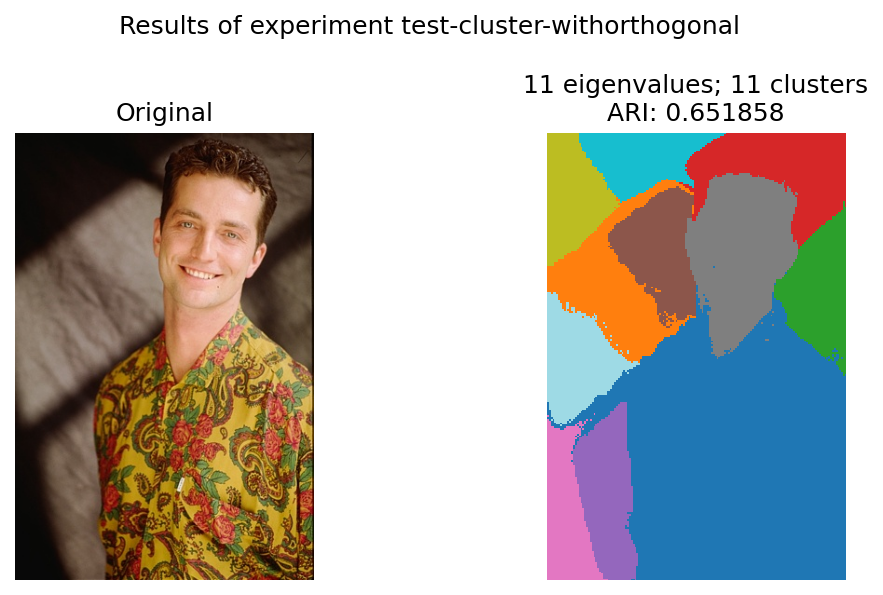 Results of experiment test-cluster-withorthogonal
Original
11 eigenvalues; 11 clusters
ARI: 0.651858